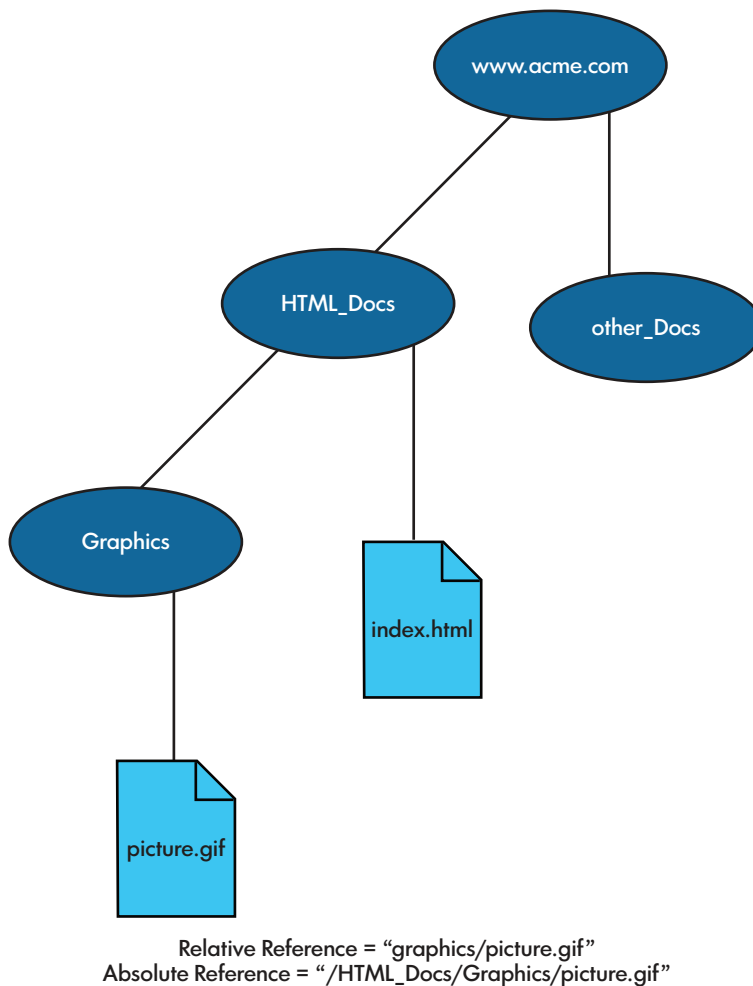 www.acme.com
HTML_Docs
other_Docs
Graphics
index.html
picture.gif
Relative Reference = “graphics/picture.gif”
Absolute Reference = “/HTML_Docs/Graphics/picture.gif”